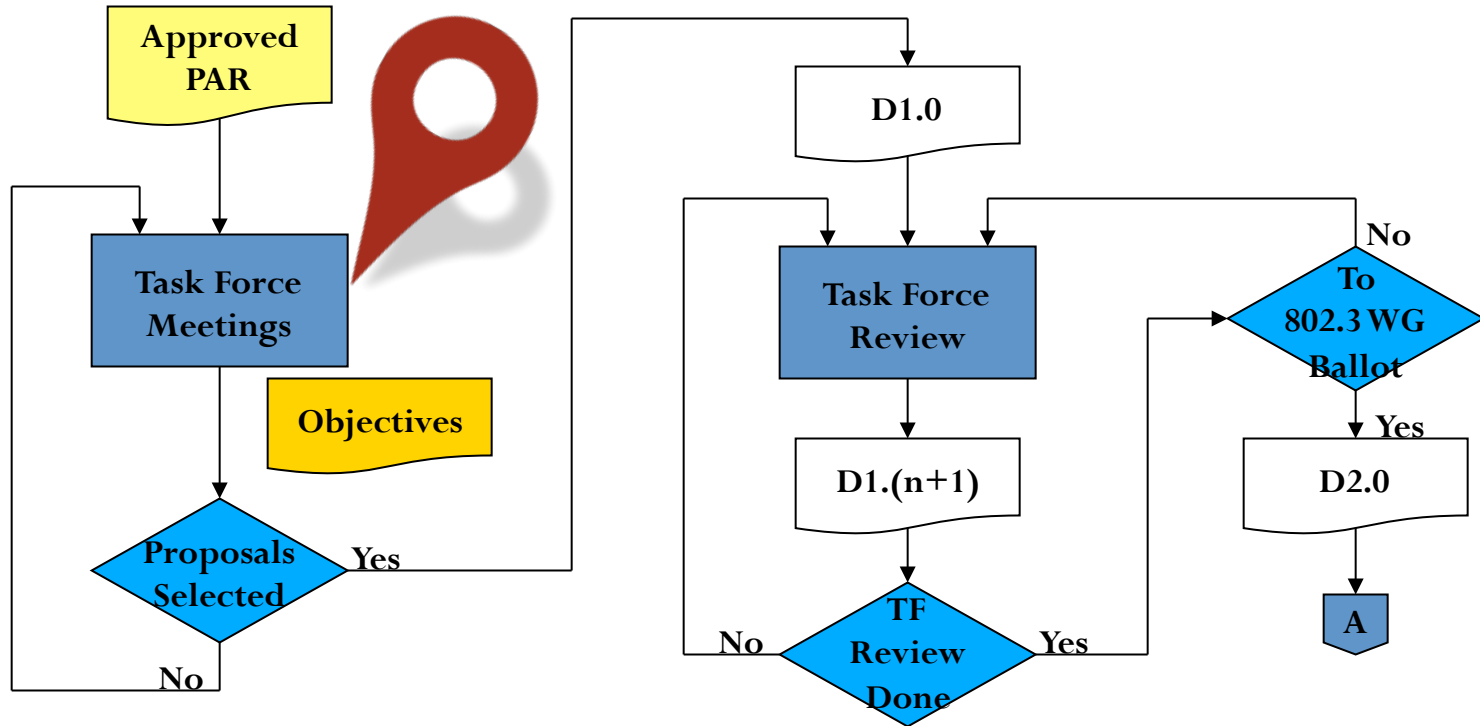 Approved
PAR
Task Force
Meetings
Objectives
Proposals
Selected
Yes
No
D1.0
Task Force
Review
D1.(n+1)
TF
Review
Done
No
Yes
To
802.3 WG
Ballot
No
Yes
D2.0
A